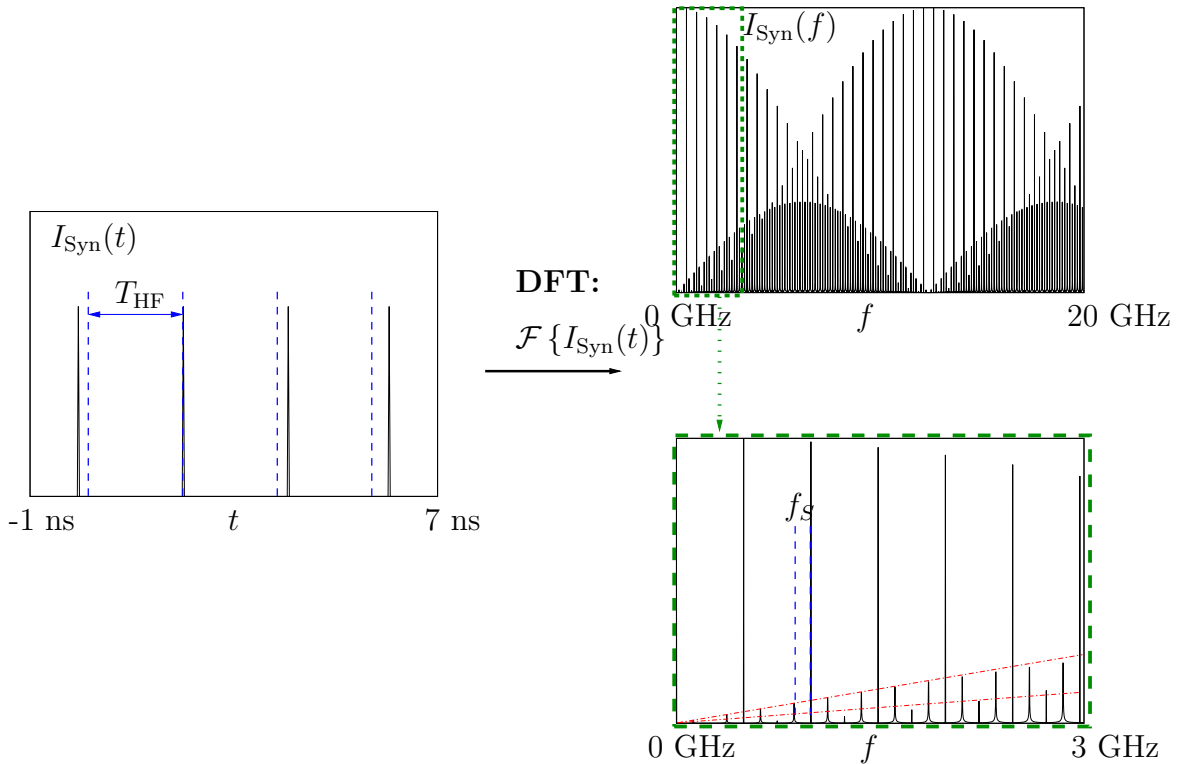 I_Syn(t)
T_HF
-1 ns
t
7 ns
DFT:
ℱ {I_Syn(t)}
I_Syn(f)
0 GHz
f
20 GHz
f_S
0 GHz
f
3 GHz